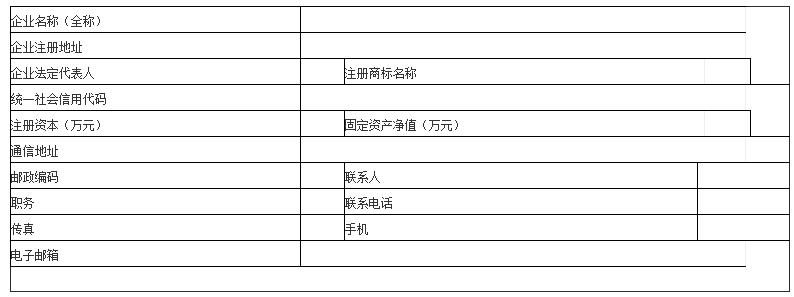 企业名称（全称）
企业注册地址
企业法定代表人 注册商标名称
统一社会信用代码
注册资本（万元） 固定资产净值（万元）
通信地址
邮政编码 联系人
职务 联系电话
传真 手机
电子邮箱